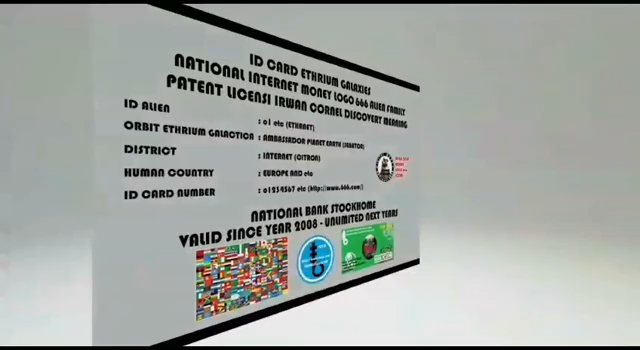 ID CARD ETHRIUM GALAXIES
NATIONAL INTERNET MONEY LOGO 666 ALIEN FAMILY
PATENT LICENSI IRWAN CORNEL DISCOVERY MEANING
ID ALIEN : 01 etc (ETHANET)
ORBIT ETHRIUM GALACTICA : AMBASSADOR PLANET EARTH (SENATOR)
DISTRICT : INTERNET (CITRON)
HUMAN COUNTRY : EUROPE AND etc
ID CARD NUMBER : 01234567 etc (http://www.666.com/)
NATIONAL BANK STOCKHOME
VALID SINCE YEAR 2008 - UNLIMITED NEXT YEARS